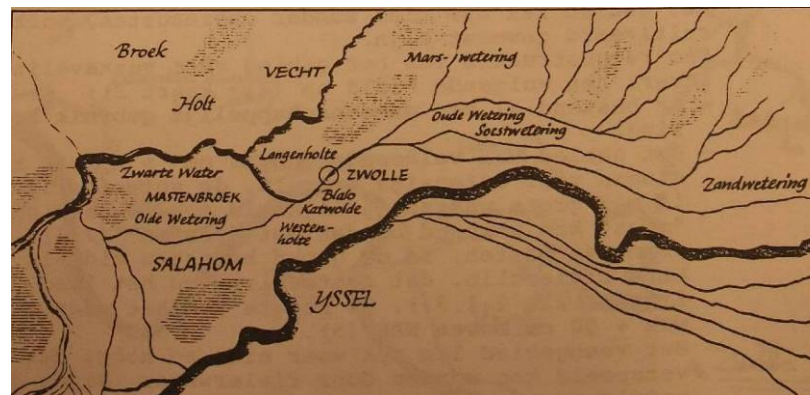 Broek
VECHT
Mars-wetering
Holt
Oude Wetering
Soestwetering
Langenholte
Zwarte Water
ZWOLLE
Zandwetering
MASTENBROEK
Blalo
Katwolde
Olde Wetering
Westen-
holte
SALAHOM
YSSEL